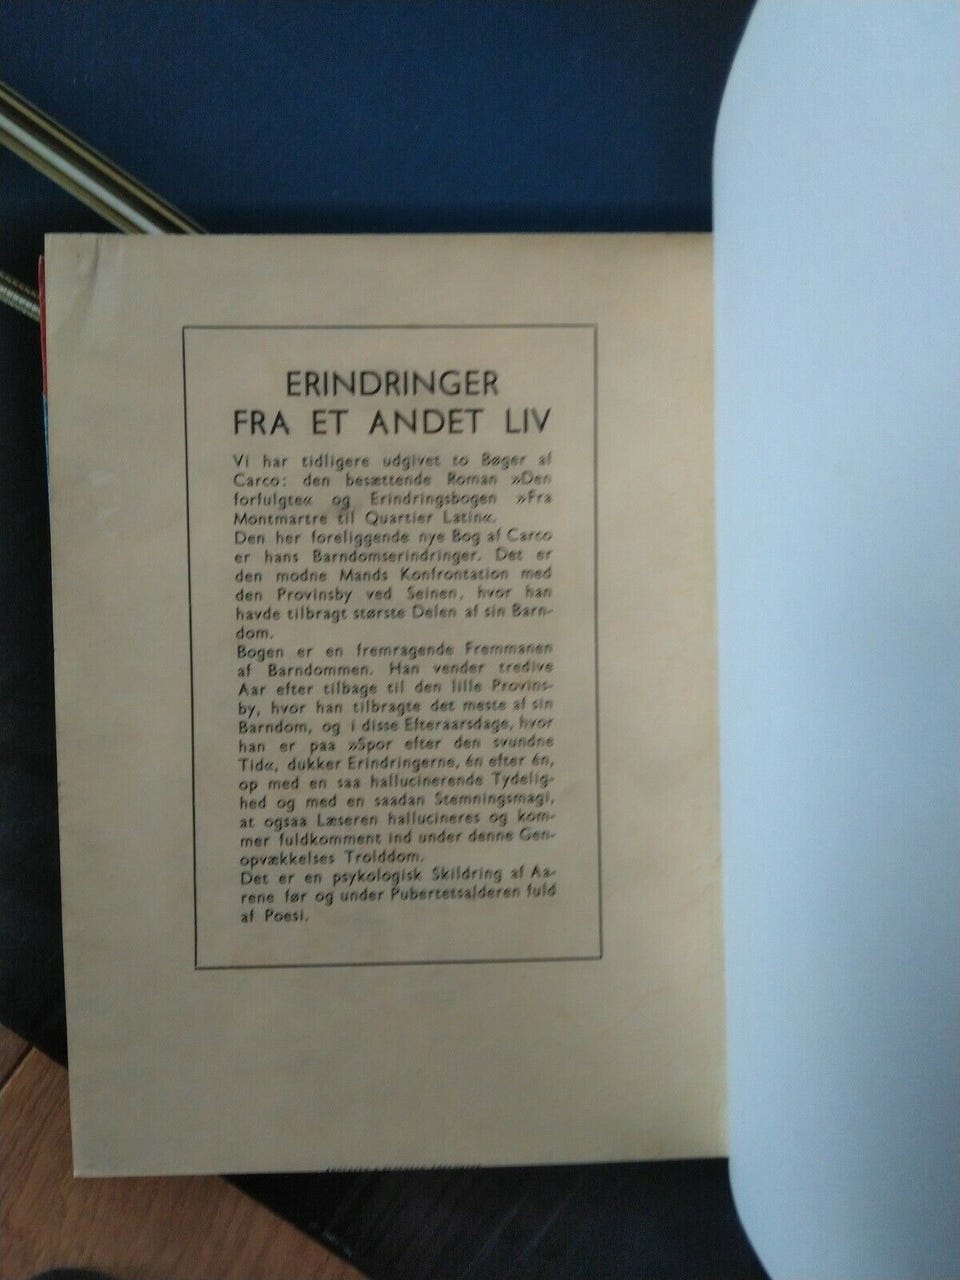 ERINDRINGER
FRA ET ANDET LIV
Vi har tidligere udgivet to Bøger af
Carco: den besættende Roman »Den
forfulgte« og Erindringsbogen »Fra
Montmartre til Quartier Latin«.
Den her foreliggende nye Bog af Carco
er hans Barndomserindringer. Det er
den modne Mands Konfrontation med
den Provinsby ved Seinen, hvor han
havde tilbragt største Delen af sin Barn-
dom.
Bogen er en fremragende Fremmanen
af Barndommen. Han vender tredive
Aar efter tilbage til den lille Provins-
by, hvor han tilbragte det meste af sin
Barndom, og i disse Efteraarsdage, hvor
han er paa »Spor efter den svundne
Tid«, dukker Erindringerne, én efter én,
op med en saa hallucinerende Tydelig-
hed og med en saadan Stemningsmagi,
at ogsaa Læseren hallucineres og kom-
mer fuldkomment ind under denne Gen-
opvækkelses Trolddom.
Det er en psykologisk Skildring af Aa-
rene før og under Pubertetsalderen fuld
af Poesi.